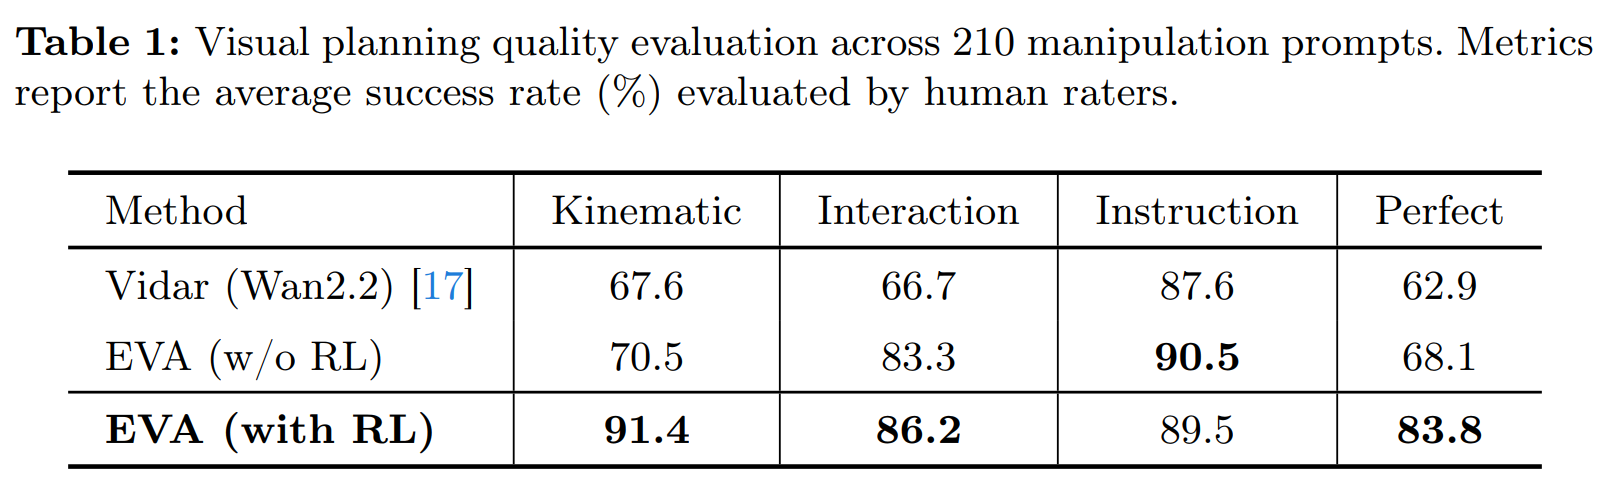 Table 1: Visual planning quality evaluation across 210 manipulation prompts. Metrics
report the average success rate (%) evaluated by human raters.
Method Kinematic Interaction Instruction Perfect
Vidar (Wan2.2) [17] 67.6 66.7 87.6 62.9
EVA (w/o RL) 70.5 83.3 90.5 68.1
EVA (with RL) 91.4 86.2 89.5 83.8